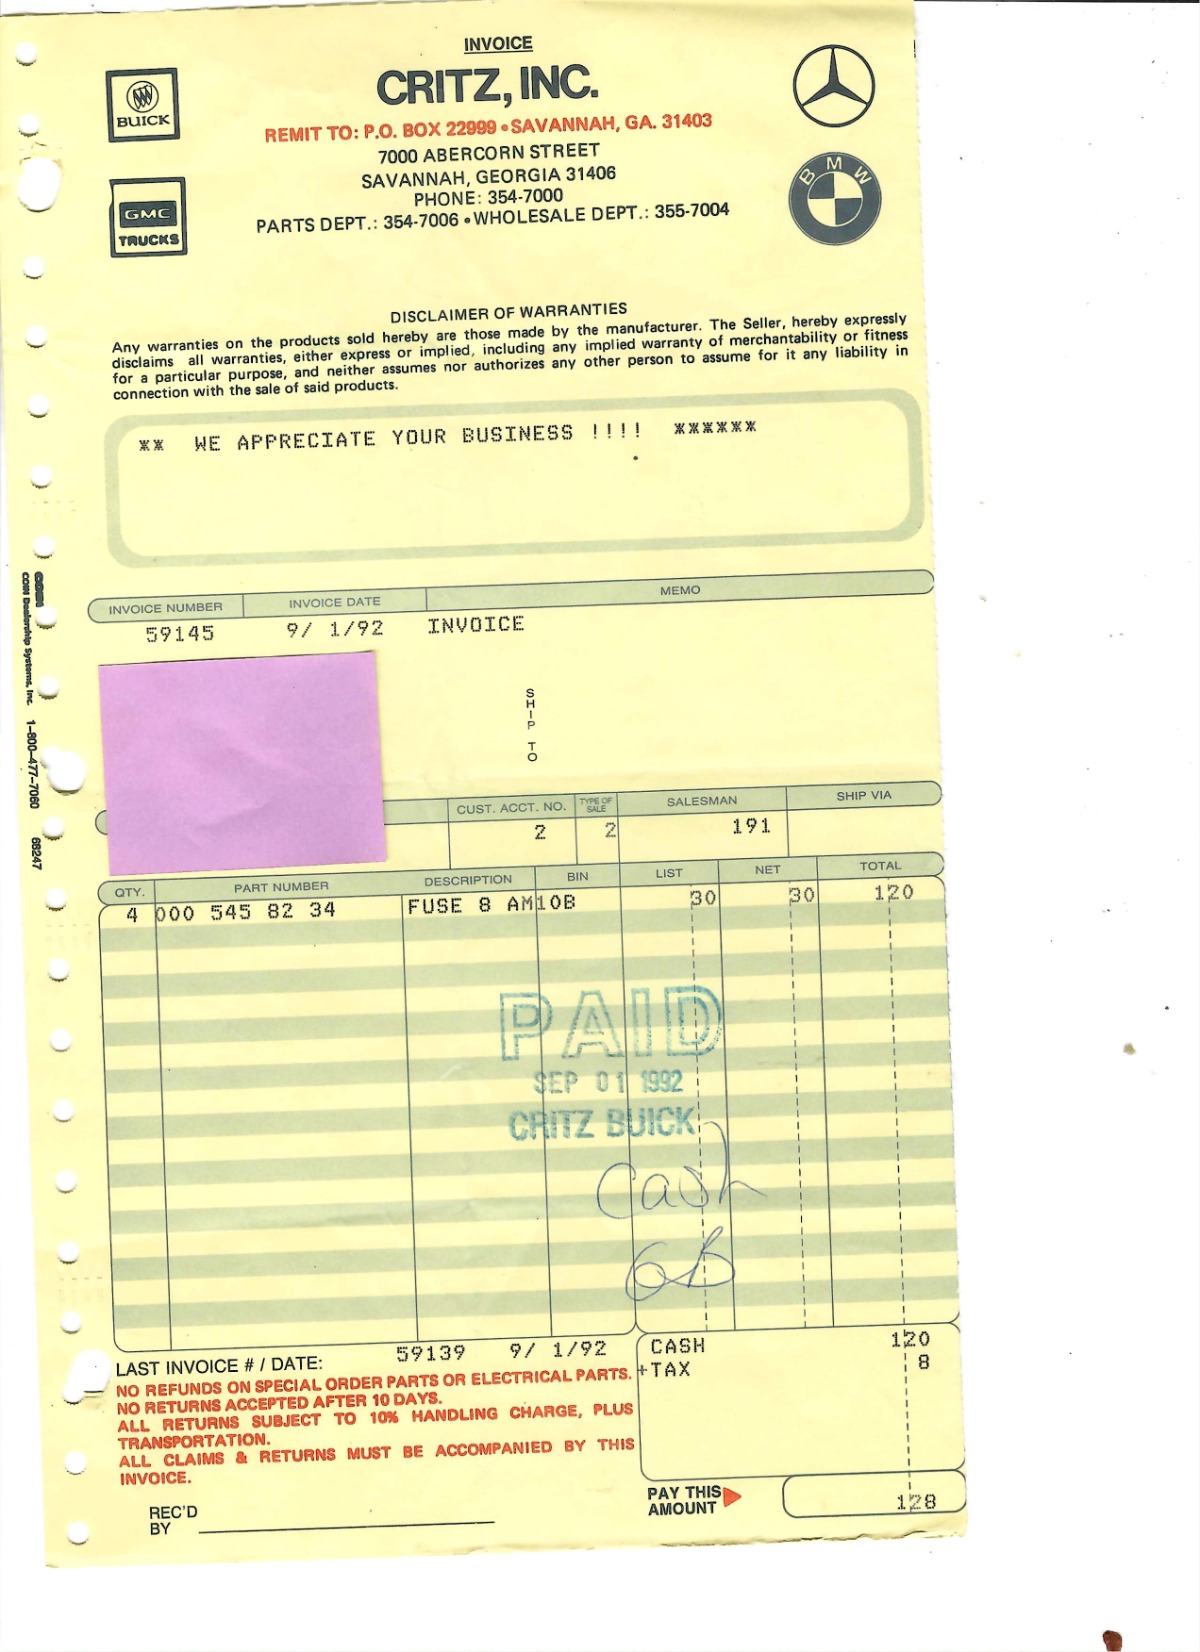 INVOICE
CRITZ, INC.
REMIT TO: P.O. BOX 22999 • SAVANNAH, GA. 31403
7000 ABERCORN STREET
SAVANNAH, GEORGIA 31406
PHONE: 354-7000
PARTS DEPT.: 354-7006 • WHOLESALE DEPT.: 355-7004
BUICK
GMC
TRUCKS
BMW
DISCLAIMER OF WARRANTIES
Any warranties on the products sold hereby are those made by the manufacturer. The Seller, hereby expressly
disclaims all warranties, either express or implied, including any implied warranty of merchantability or fitness
for a particular purpose, and neither assumes nor authorizes any other person to assume for it any liability in
connection with the sale of said products.
** WE APPRECIATE YOUR BUSINESS !!!! ******
INVOICE NUMBER INVOICE DATE MEMO
59145 9/ 1/92 INVOICE
SHIP TO
CUST. ACCT. NO. TYPE OF SALE SALESMAN SHIP VIA
2 2 191
QTY. PART NUMBER DESCRIPTION BIN LIST NET TOTAL
4 000 545 82 34 FUSE 8 AM10B 30 30 120
PAID
SEP 01 1992
CRITZ BUICK
Cash
GB
LAST INVOICE # / DATE: 59139 9/ 1/92
CASH 120
+TAX 8
NO REFUNDS ON SPECIAL ORDER PARTS OR ELECTRICAL PARTS.
NO RETURNS ACCEPTED AFTER 10 DAYS.
ALL RETURNS SUBJECT TO 10% HANDLING CHARGE, PLUS
TRANSPORTATION.
ALL CLAIMS & RETURNS MUST BE ACCOMPANIED BY THIS
INVOICE.
PAY THIS
AMOUNT 128
REC'D
BY
COIN Dealership Systems, Inc. 1-800-477-7060 68247